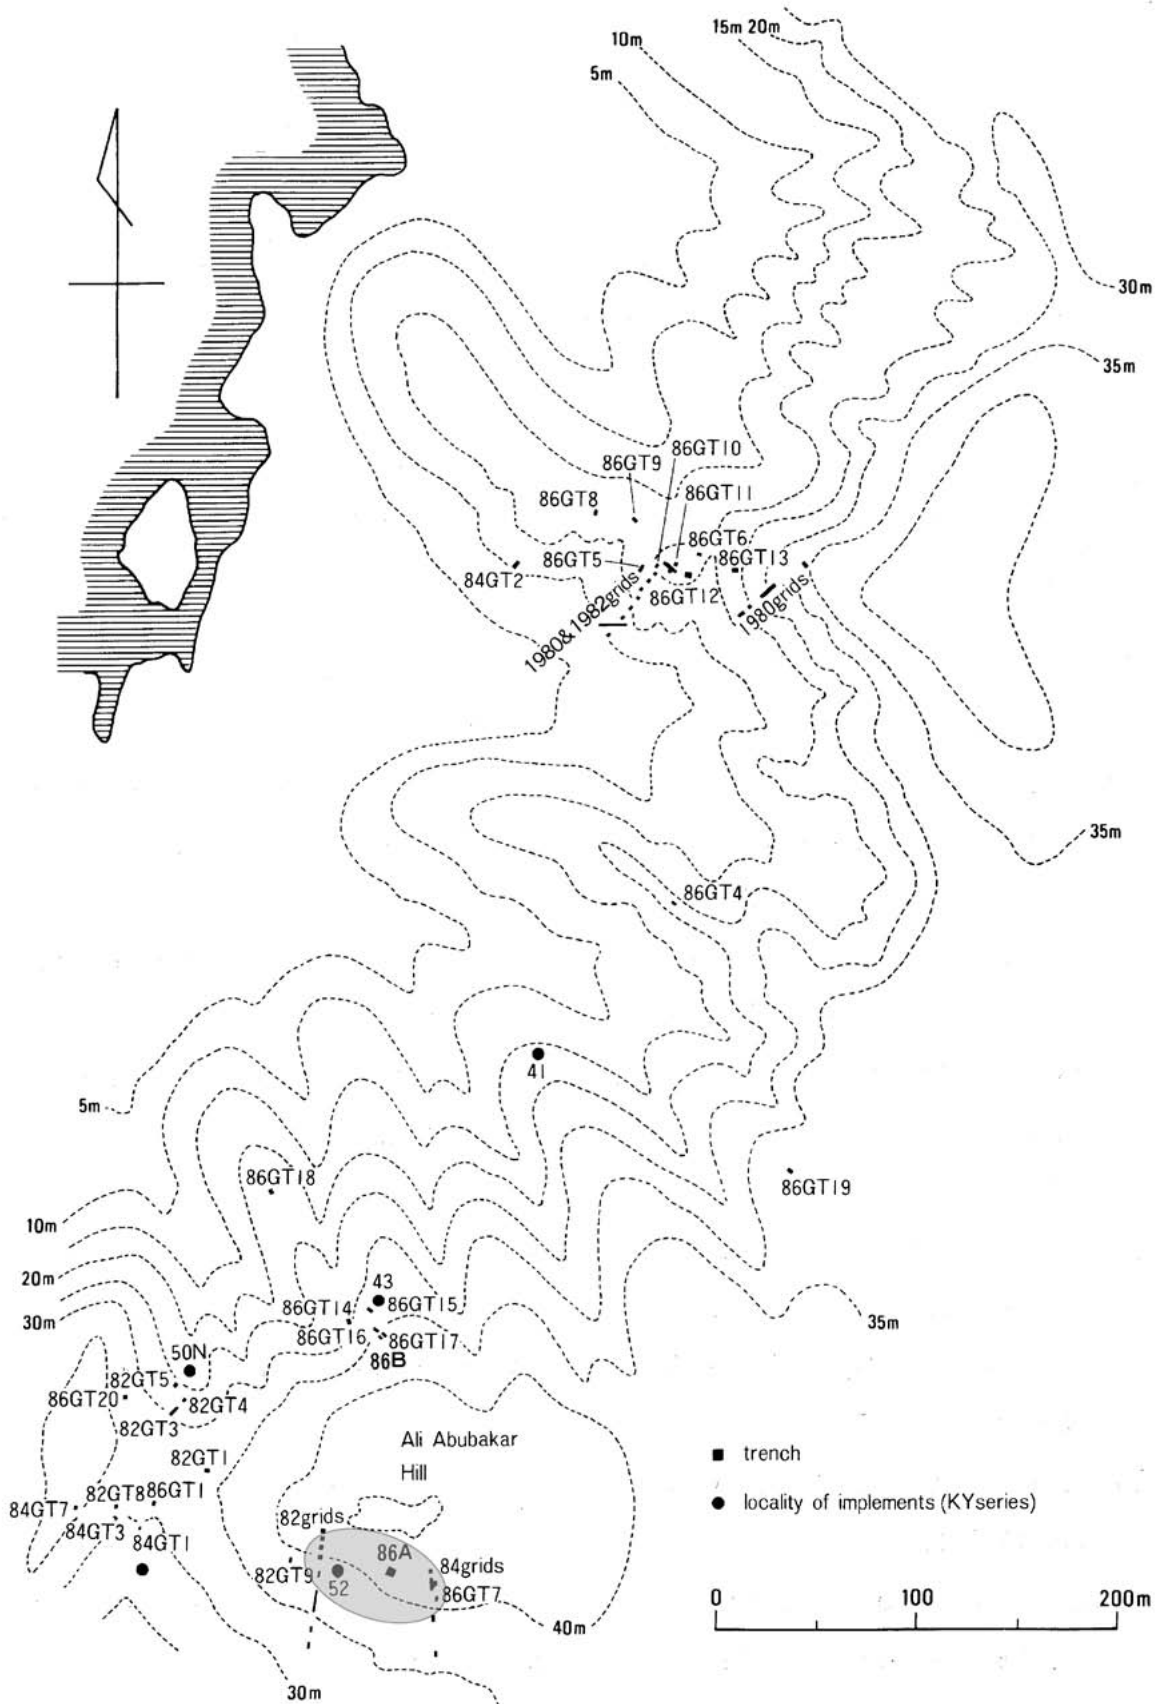 15m 20m
10m
5m
30m
35m
86GT10
86GT9
86GT11
86GT8
86GT6
86GT5
86GT13
84GT2
86GT12
1980&1982grids
1980grids
35m
86GT4
41
5m
86GT18
86GT19
10m
20m
43
86GT14
86GT15
30m
35m
86GT16
86GT17
50N
86B
82GT5
86GT20
82GT4
82GT3
Ali Abubakar
Hill
trench
82GT1
82GT8
86GT1
locality of implements (KYseries)
84GT7
82grids
84GT3
84GT1
86A
84grids
82GT9
52
86GT7
0 100 200m
40m
30m